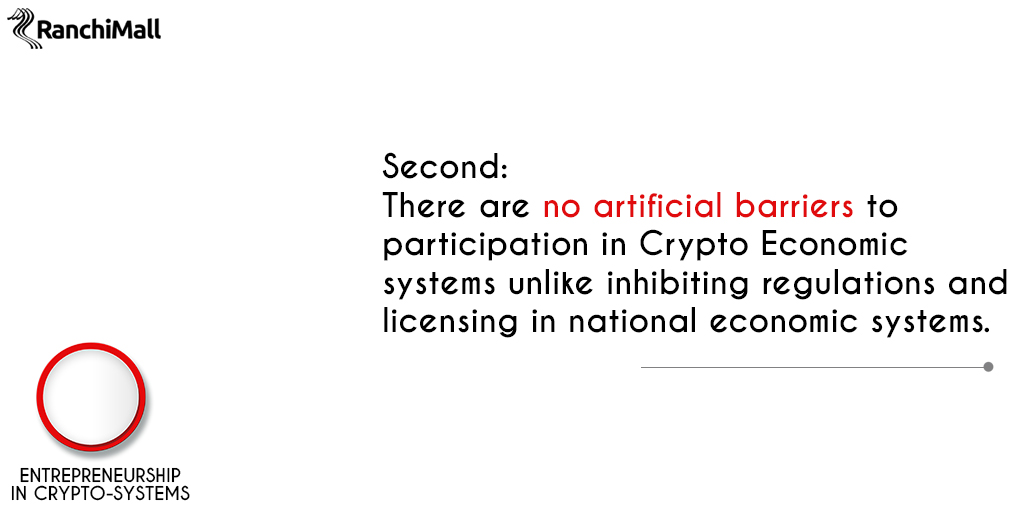 RanchiMall
Second:
There are no artificial barriers to
participation in Crypto Economic
systems unlike inhibiting regulations and
licensing in national economic systems.
ENTREPRENEURSHIP
IN CRYPTO-SYSTEMS